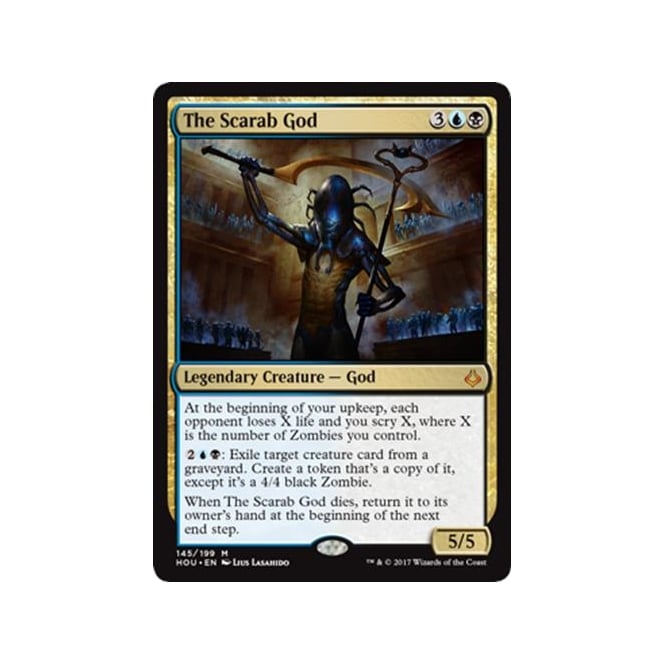 The Scarab God 3
Legendary Creature — God
At the beginning of your upkeep, each
opponent loses X life and you scry X, where X
is the number of Zombies you control.
2 : Exile target creature card from a
graveyard. Create a token that's a copy of it,
except it's a 4/4 black Zombie.
When The Scarab God dies, return it to its
owner's hand at the beginning of the next
end step.
5/5
145/199 M
HOU • EN Lius Lasahido
™ & © 2017 Wizards of the Coast